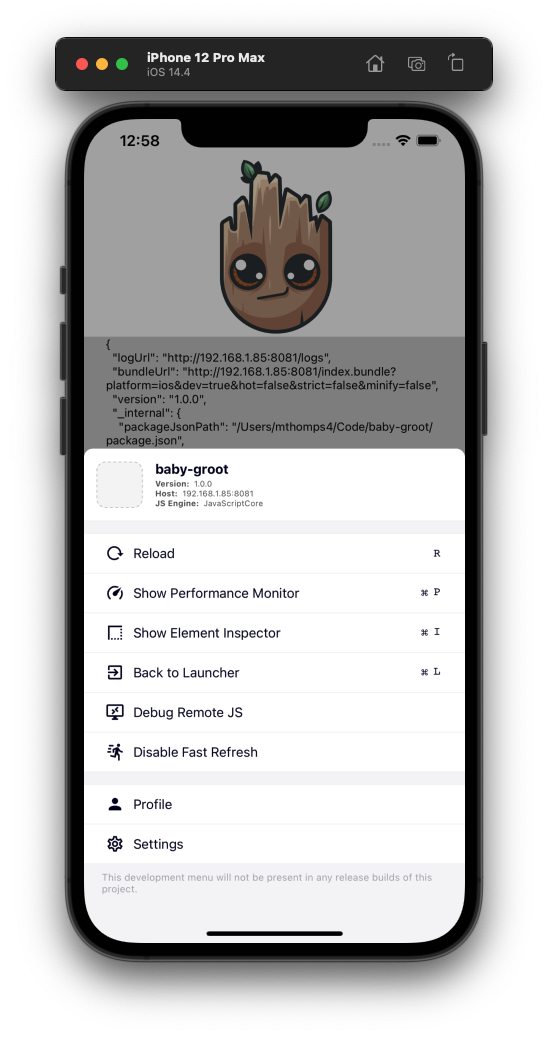 iPhone 12 Pro Max
iOS 14.4
12:58
{
"logUrl": "http://192.168.1.85:8081/logs",
"bundleUrl": "http://192.168.1.85:8081/index.bundle?
platform=ios&dev=true&hot=false&strict=false&minify=false",
"version": "1.0.0",
"_internal": {
"packageJsonPath": "/Users/mthomps4/Code/baby-groot/
package.json",
baby-groot
Version: 1.0.0
Host: 192.168.1.85:8081
JS Engine: JavaScriptCore
Reload R
Show Performance Monitor ⌘ P
Show Element Inspector ⌘ I
Back to Launcher ⌘ L
Debug Remote JS
Disable Fast Refresh
Profile
Settings
This development menu will not be present in any release builds of this
project.